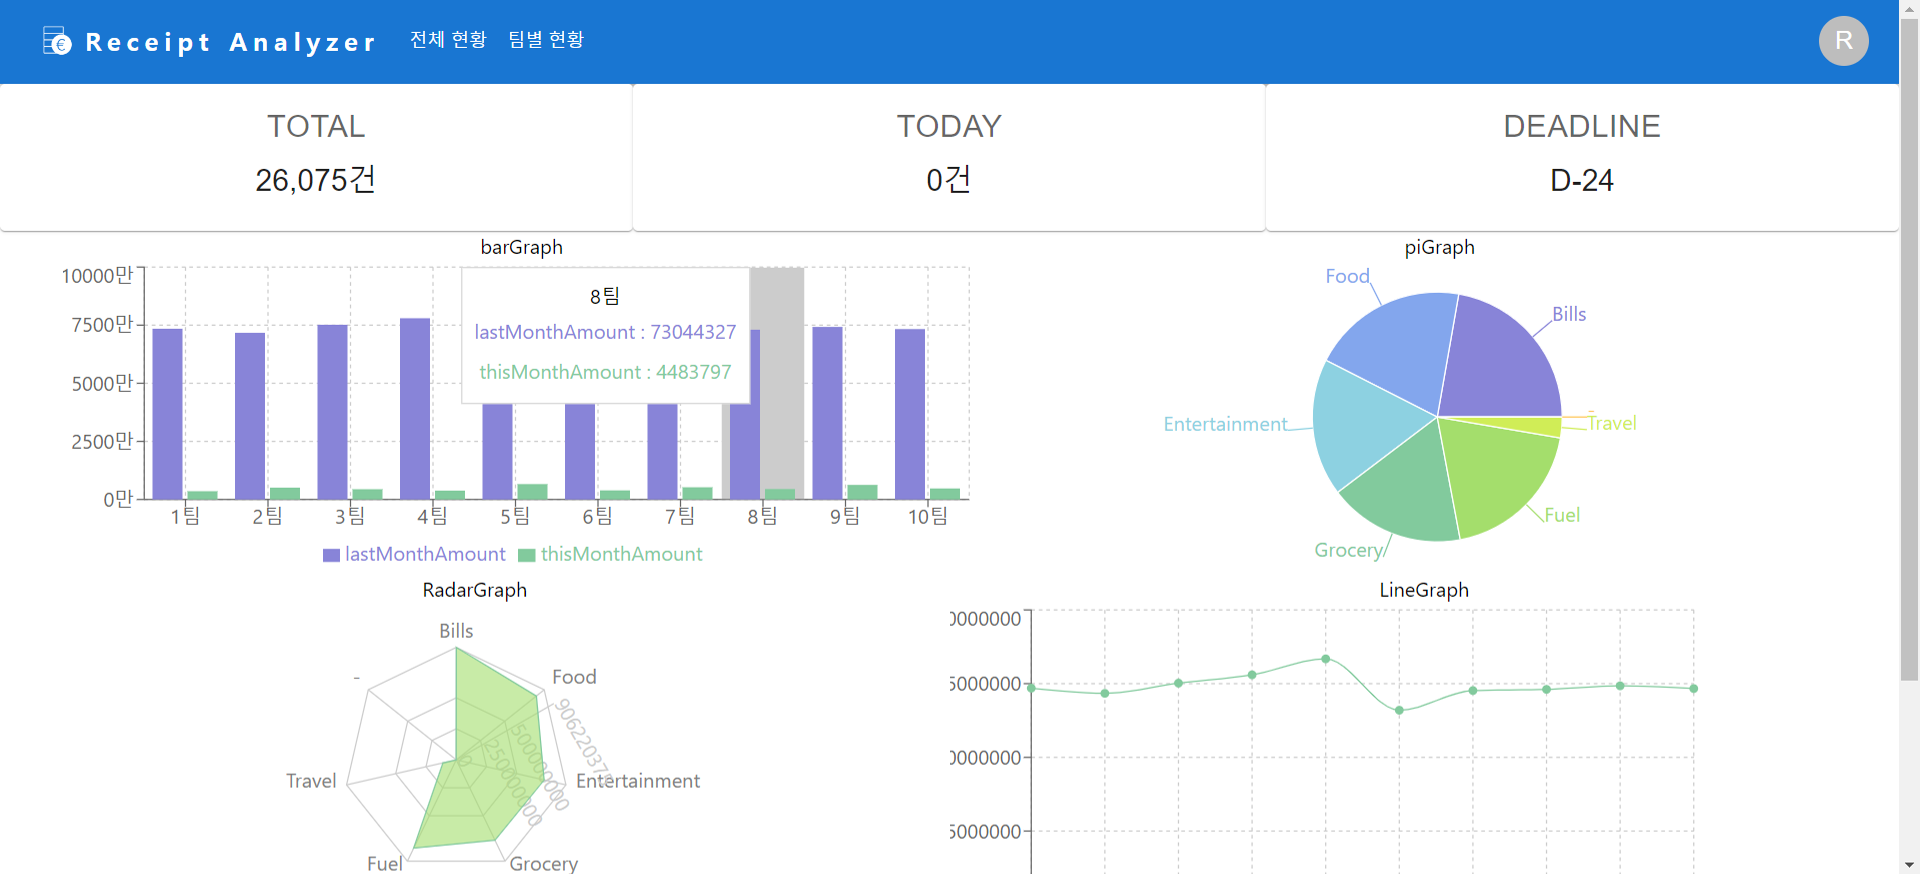 Receipt Analyzer
전체 현황
팀별 현황
R
TOTAL
26,075건
TODAY
0건
DEADLINE
D-24
barGraph
10000만
7500만
5000만
2500만
0만
8팀
lastMonthAmount : 73044327
thisMonthAmount : 4483797
1팀
2팀
3팀
4팀
5팀
6팀
7팀
8팀
9팀
10팀
lastMonthAmount
thisMonthAmount
piGraph
Food
Bills
Entertainment
-
Travel
Fuel
Grocery
RadarGraph
Bills
-
Food
Travel
Entertainment
Fuel
Grocery
0
250000000
500000000
LineGraph
0000000
5000000
0000000
5000000